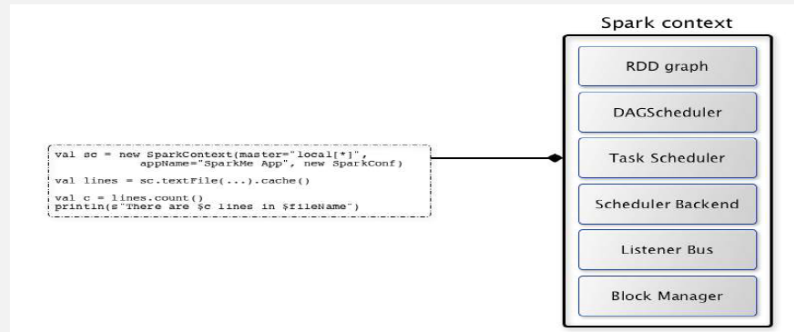 Spark context
RDD graph
DAGScheduler
Task Scheduler
Scheduler Backend
Listener Bus
Block Manager
val sc = new SparkContext(master="local[*]",
appName="SparkMe App", new SparkConf)
val lines = sc.textFile(...).cache()
val c = lines.count()
println(s"There are $c lines in $fileName")